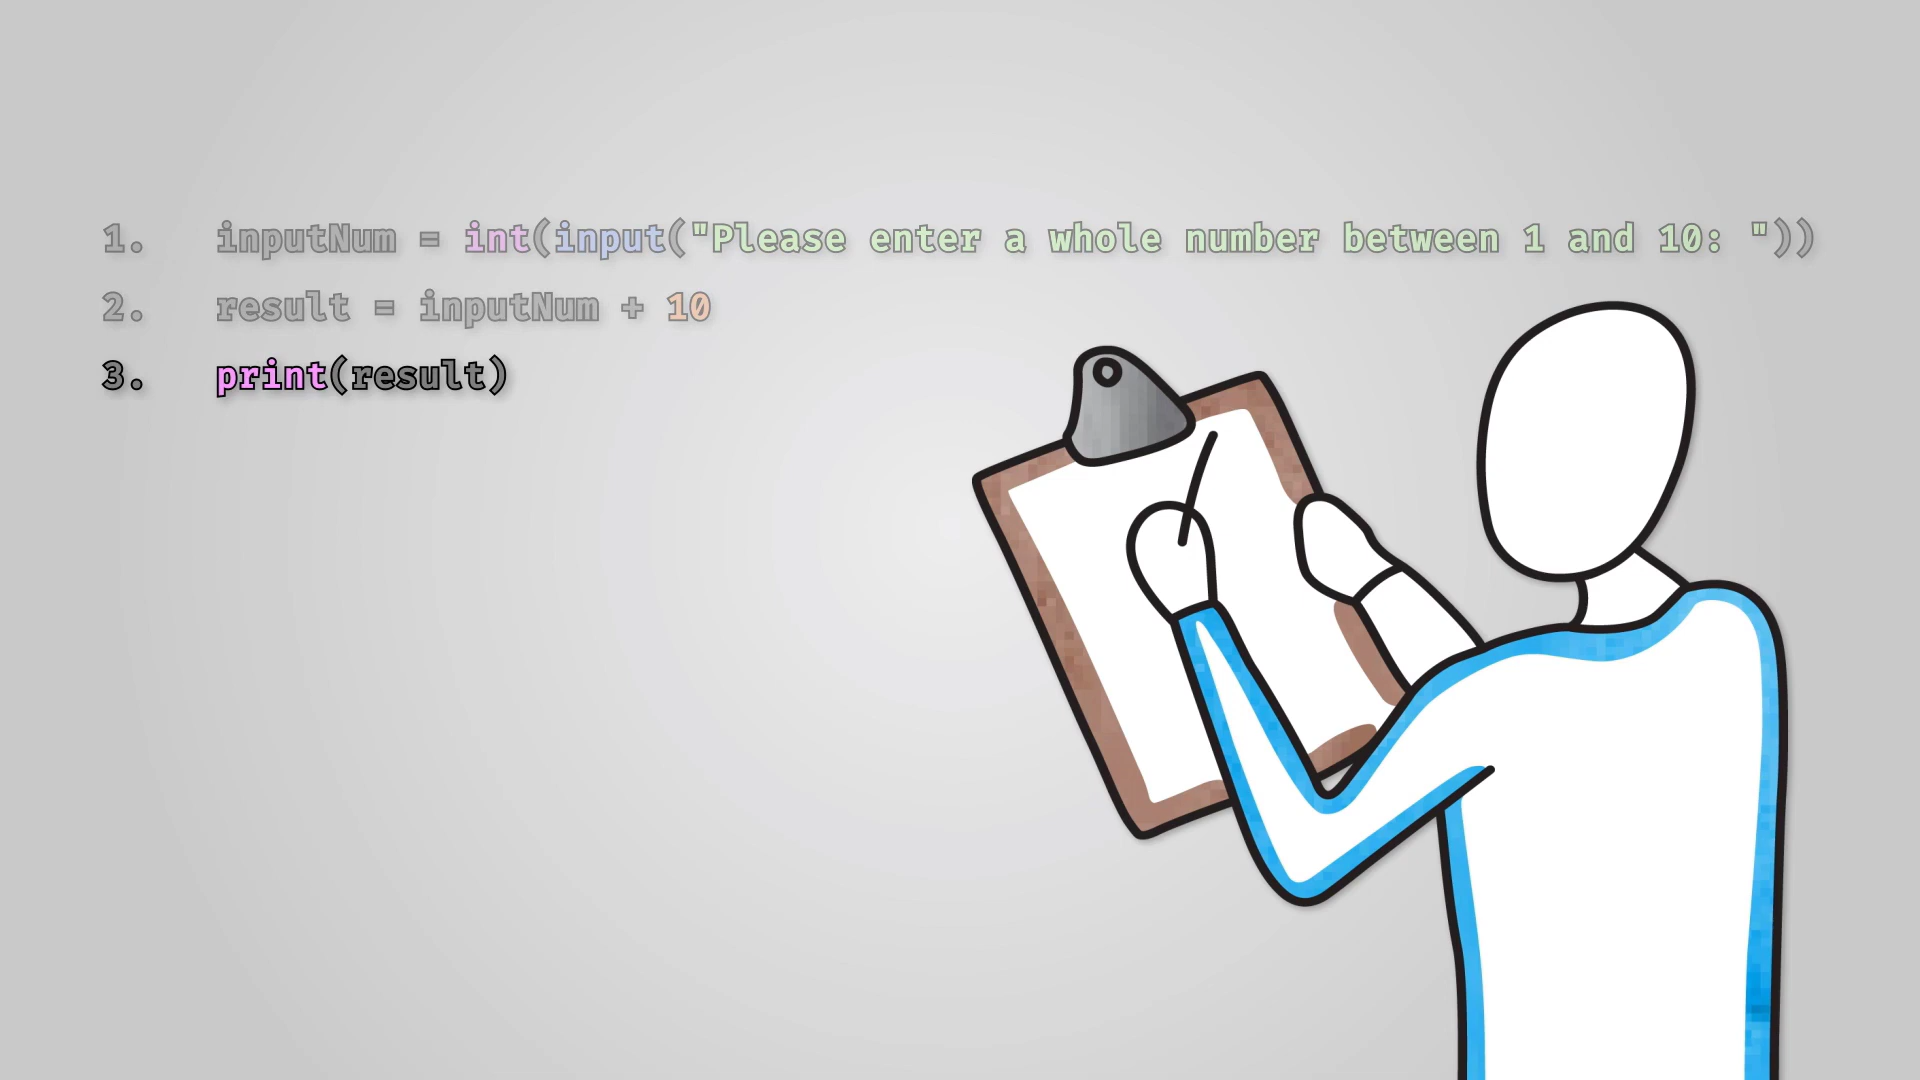 1. inputNum = int(input("Please enter a whole number between 1 and 10: "))
2. result = inputNum + 10
3. print(result)